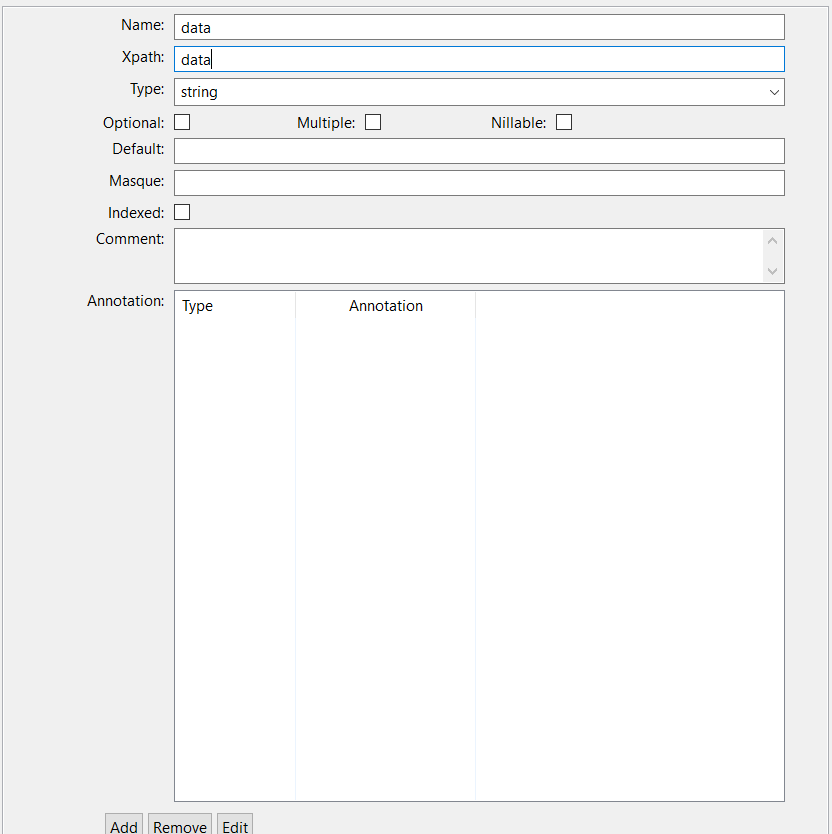 Name: data
Xpath: data
Type: string
Optional: Multiple: Nillable:
Default:
Masque:
Indexed:
Comment:
Annotation: Type Annotation
Add Remove Edit